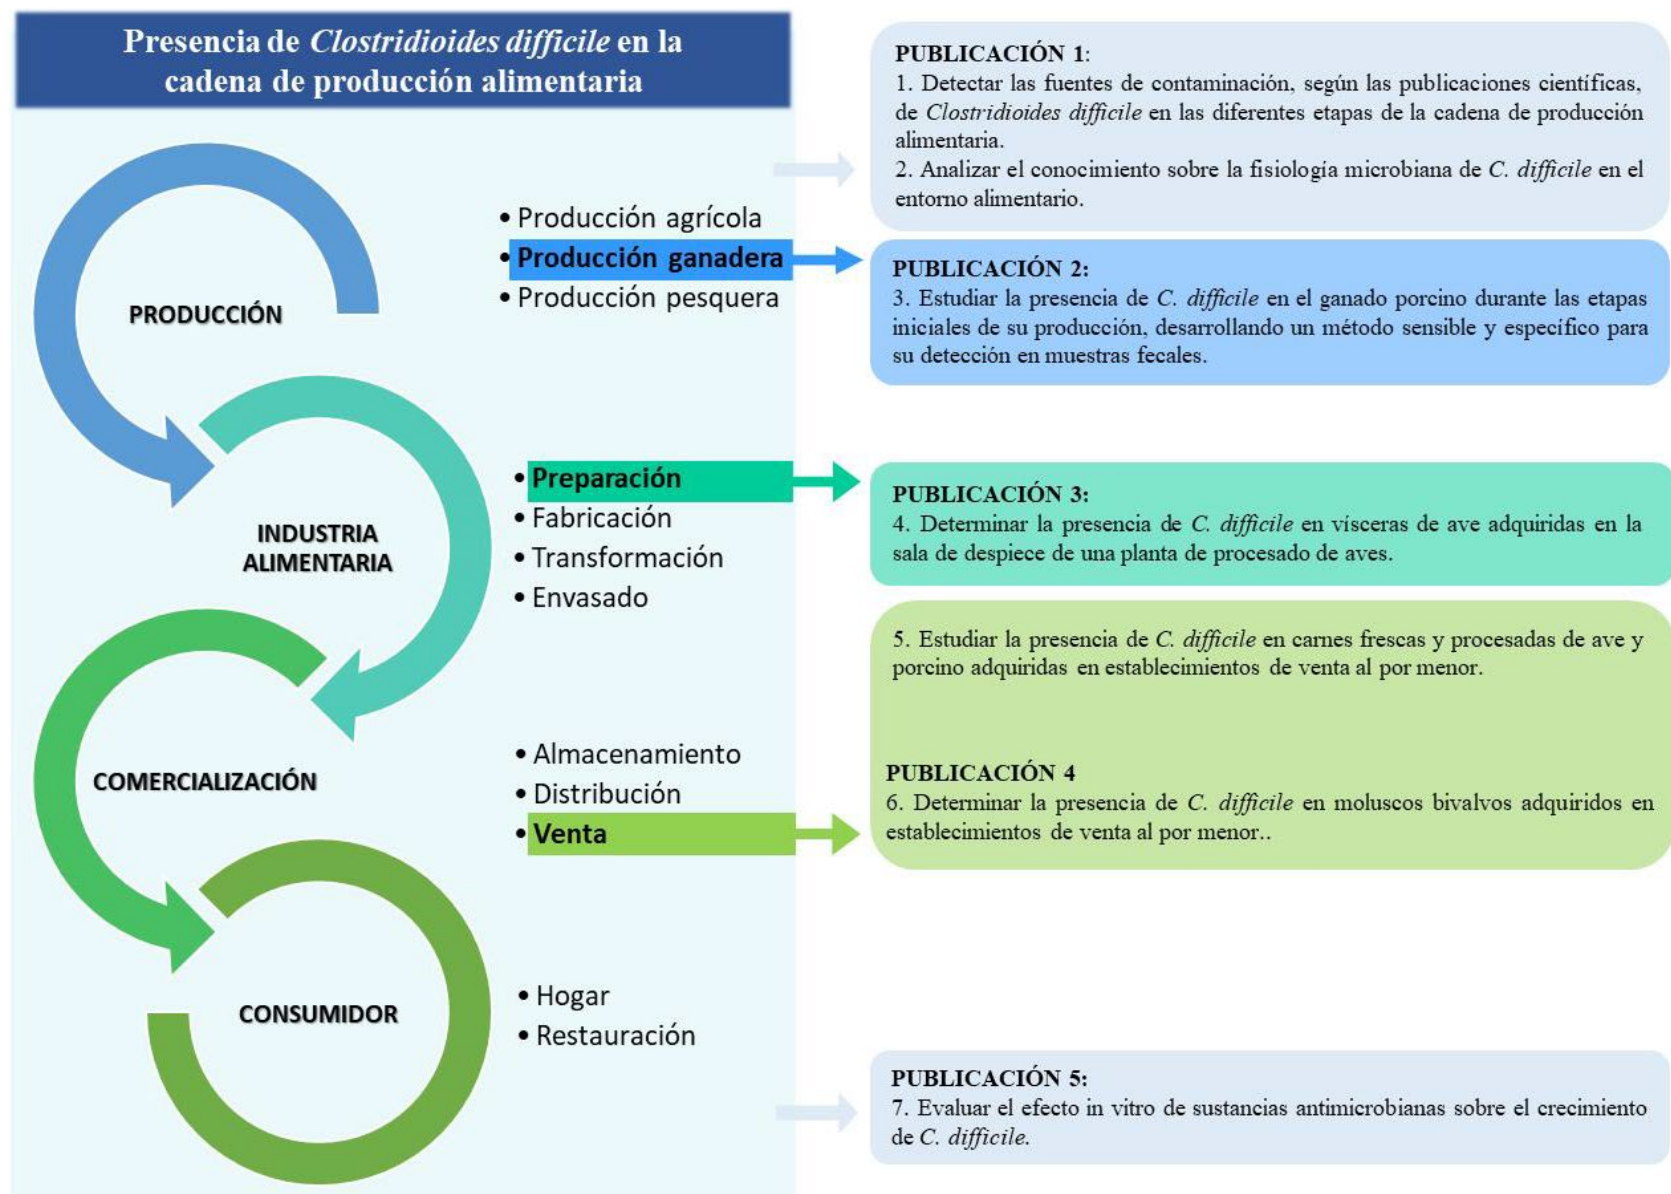 Presencia de Clostridioides difficile en la
cadena de producción alimentaria
PRODUCCIÓN
• Producción agrícola
• Producción ganadera
• Producción pesquera
INDUSTRIA
ALIMENTARIA
• Preparación
• Fabricación
• Transformación
• Envasado
COMERCIALIZACIÓN
• Almacenamiento
• Distribución
• Venta
CONSUMIDOR
• Hogar
• Restauración
PUBLICACIÓN 1:
1. Detectar las fuentes de contaminación, según las publicaciones científicas,
de Clostridioides difficile en las diferentes etapas de la cadena de producción
alimentaria.
2. Analizar el conocimiento sobre la fisiología microbiana de C. difficile en el
entorno alimentario.
PUBLICACIÓN 2:
3. Estudiar la presencia de C. difficile en el ganado porcino durante las etapas
iniciales de su producción, desarrollando un método sensible y específico para
su detección en muestras fecales.
PUBLICACIÓN 3:
4. Determinar la presencia de C. difficile en vísceras de ave adquiridas en la
sala de despiece de una planta de procesado de aves.
5. Estudiar la presencia de C. difficile en carnes frescas y procesadas de ave y
porcino adquiridas en establecimientos de venta al por menor.
PUBLICACIÓN 4
6. Determinar la presencia de C. difficile en moluscos bivalvos adquiridos en
establecimientos de venta al por menor..
PUBLICACIÓN 5:
7. Evaluar el efecto in vitro de sustancias antimicrobianas sobre el crecimiento
de C. difficile.